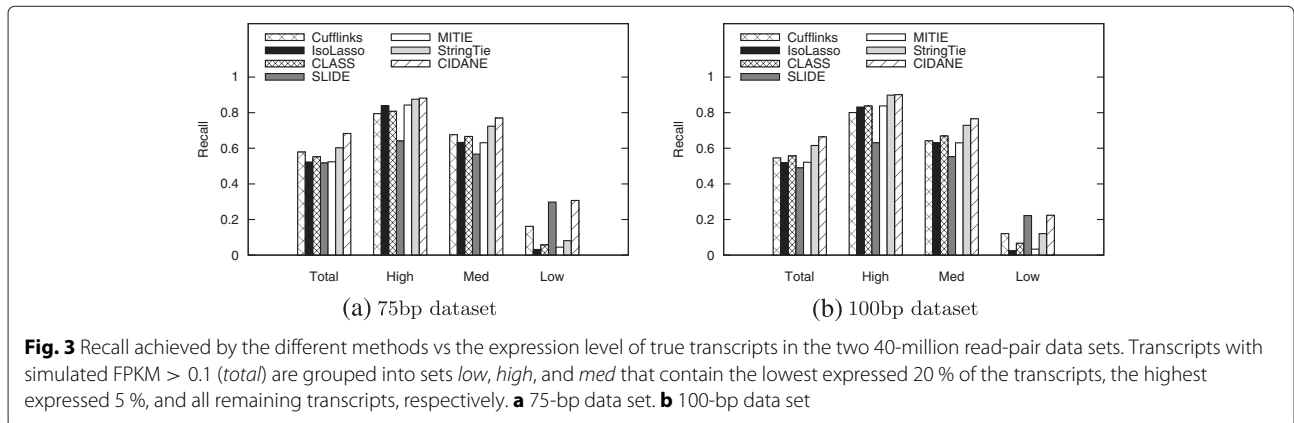 Cufflinks
IsoLasso
CLASS
SLIDE
MITIE
StringTie
CIDANE
Recall
1
0.8
0.6
0.4
0.2
0
Total High Med Low
(a) 75bp dataset
Cufflinks
IsoLasso
CLASS
SLIDE
MITIE
StringTie
CIDANE
Recall
1
0.8
0.6
0.4
0.2
0
Total High Med Low
(b) 100bp dataset
Fig. 3 Recall achieved by the different methods vs the expression level of true transcripts in the two 40-million read-pair data sets. Transcripts with
simulated FPKM > 0.1 (total) are grouped into sets low, high, and med that contain the lowest expressed 20 % of the transcripts, the highest
expressed 5 %, and all remaining transcripts, respectively. a 75-bp data set. b 100-bp data set